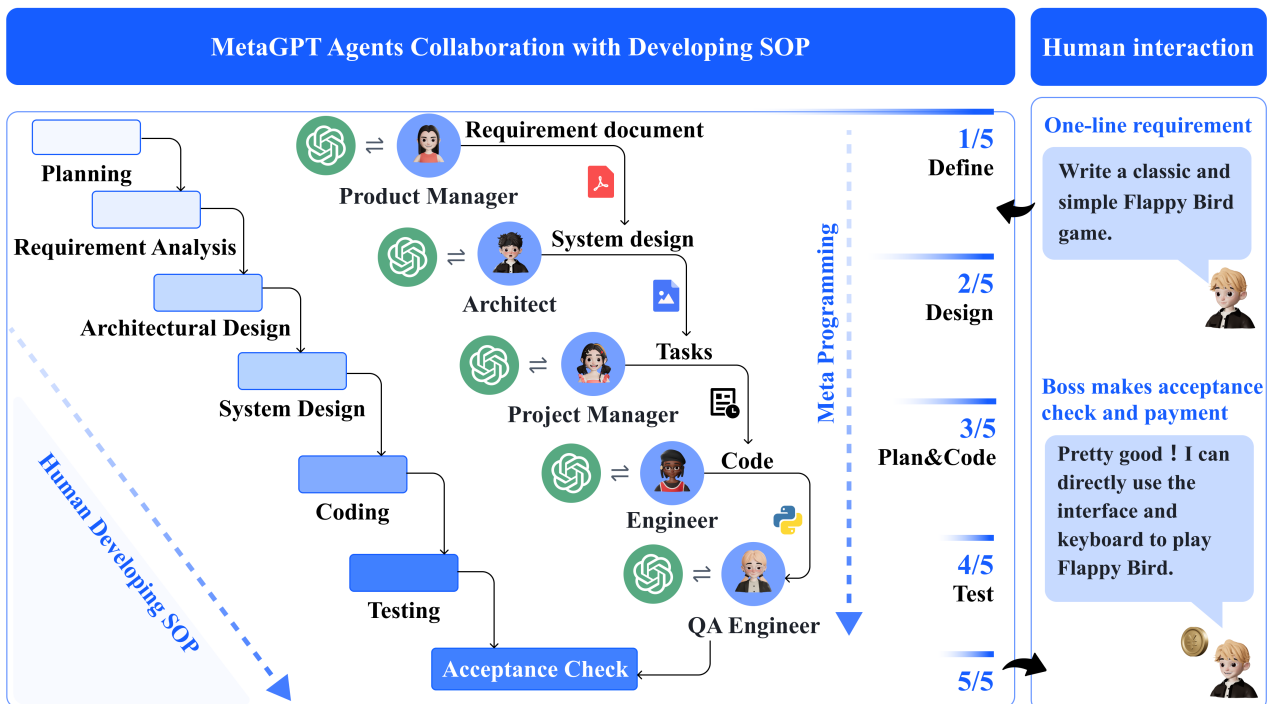 MetaGPT Agents Collaboration with Developing SOP
Human interaction
Planning
Requirement Analysis
Architectural Design
System Design
Coding
Testing
Acceptance Check
Human Developing SOP
Requirement document
Product Manager
System design
Architect
Tasks
Project Manager
Code
Engineer
QA Engineer
Meta Programming
1/5
Define
2/5
Design
3/5
Plan&Code
4/5
Test
5/5
One-line requirement
Write a classic and
simple Flappy Bird
game.
Boss makes acceptance
check and payment
Pretty good！I can
directly use the
interface and
keyboard to play
Flappy Bird.